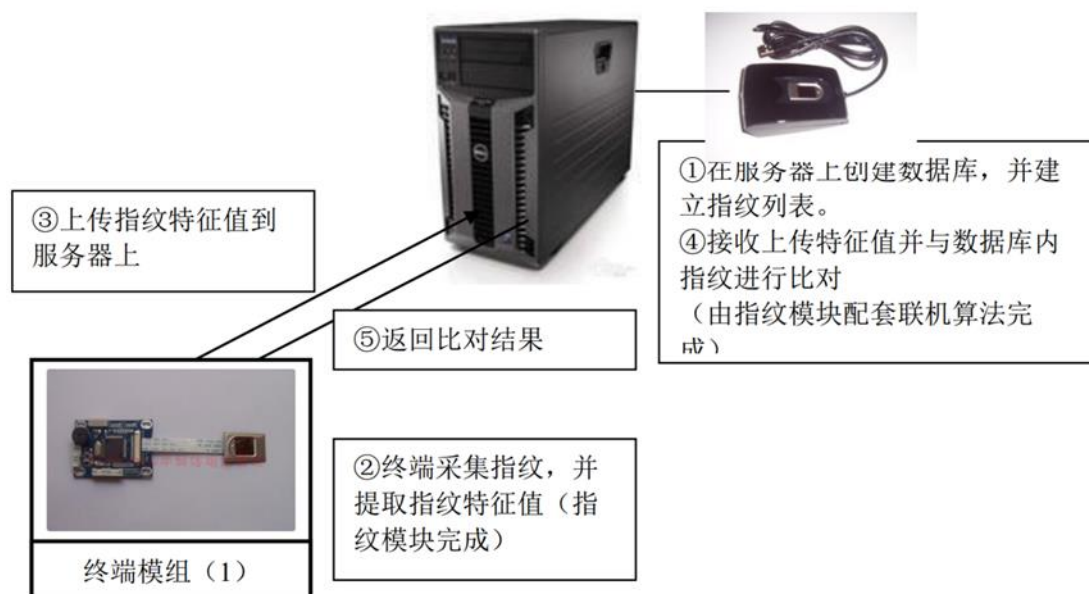 ①在服务器上创建数据库，并建
立指纹列表。
④接收上传特征值并与数据库内
指纹进行比对
（由指纹模块配套联机算法完
成）
③上传指纹特征值到
服务器上
⑤返回比对结果
②终端采集指纹，并
提取指纹特征值（指
纹模块完成）
终端模组（1）